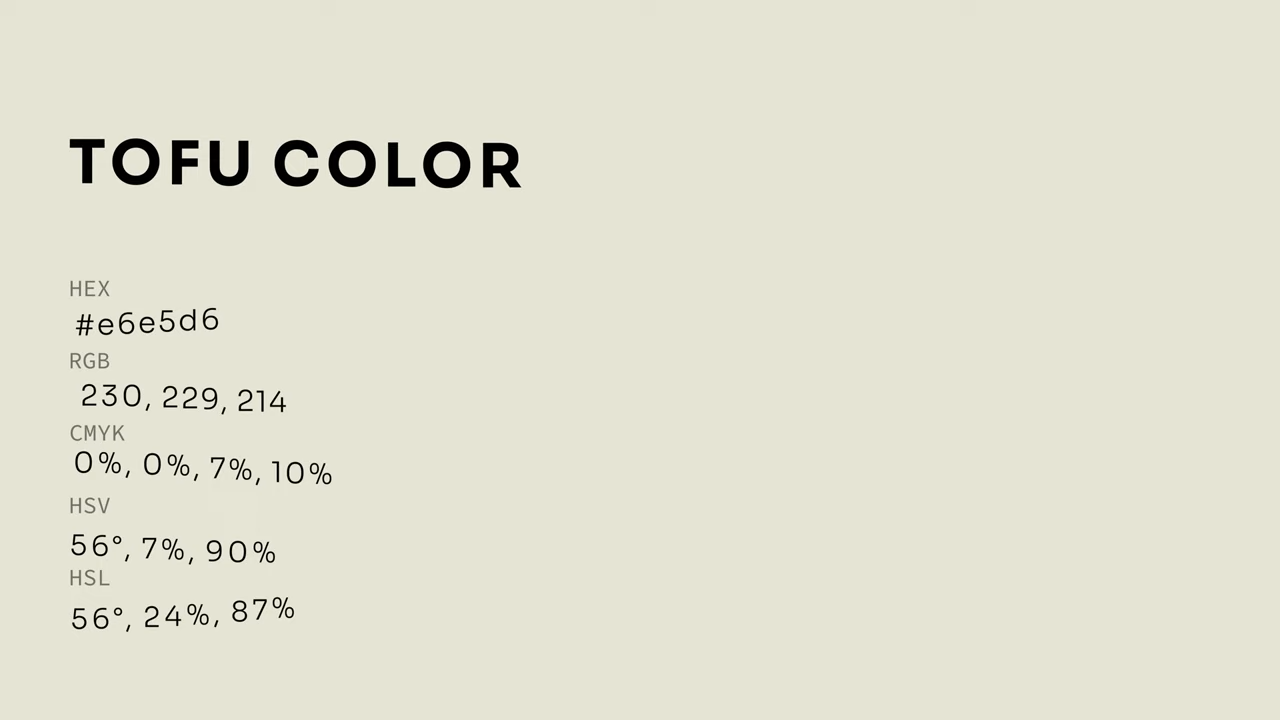 TOFU COLOR
HEX
#e6e5d6
RGB
230, 229, 214
CMYK
0%, 0%, 7%, 10%
HSV
56°, 7%, 90%
HSL
56°, 24%, 87%